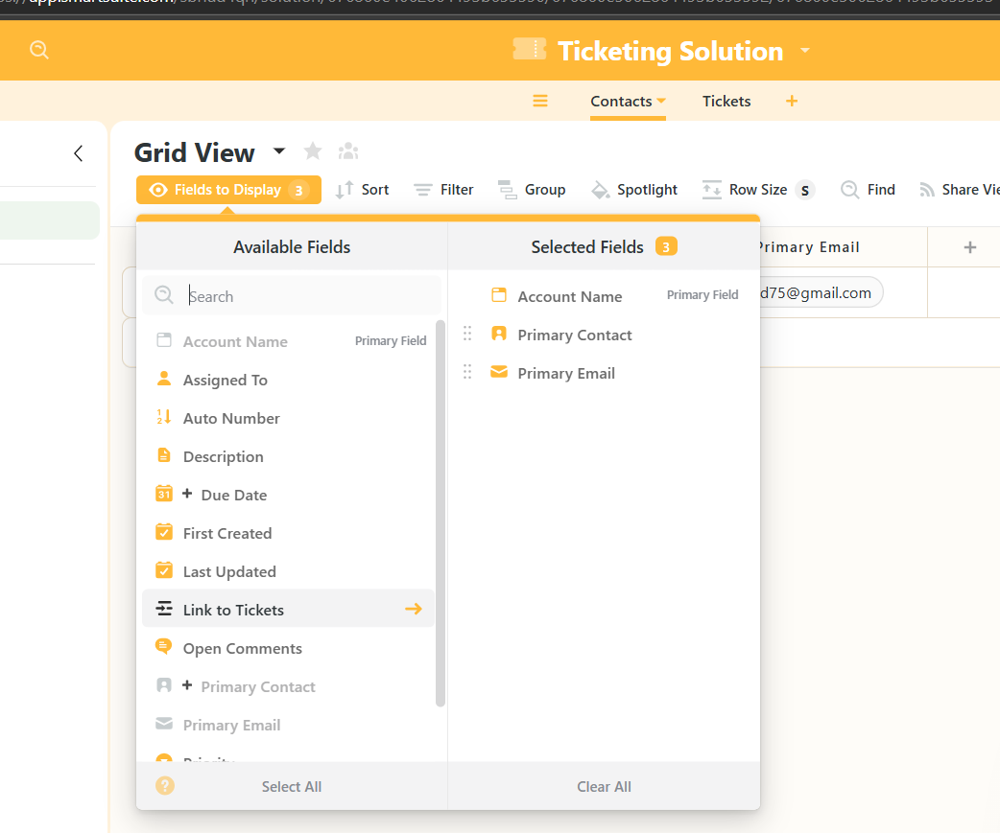 Ticketing Solution
Contacts
Tickets
Grid View
Fields to Display 3
Sort
Filter
Group
Spotlight
Row Size S
Find
Share
Available Fields
Selected Fields 3
Primary Email
Search
Account Name Primary Field
Assigned To
Auto Number
Description
31 + Due Date
First Created
Last Updated
Link to Tickets
Open Comments
+ Primary Contact
Primary Email
Priority
Select All
Account Name Primary Field
Primary Contact
Primary Email
Clear All
d75@gmail.com